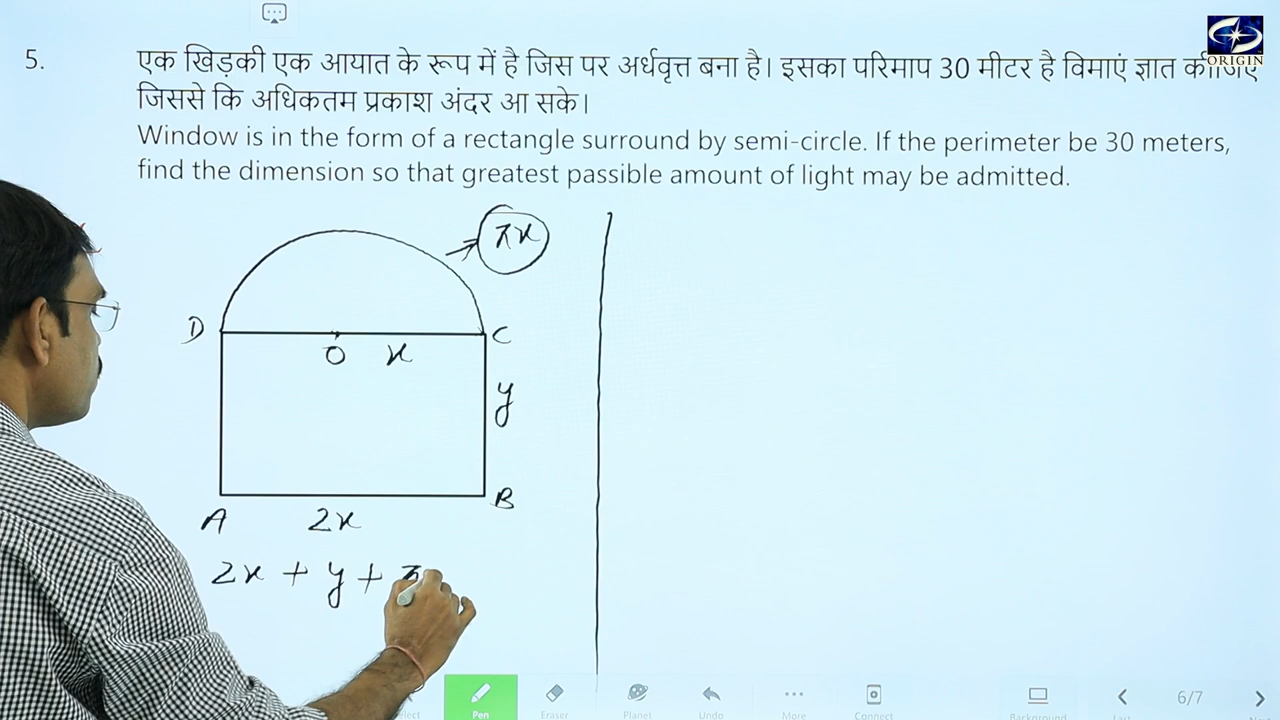 5. एक खिड़की एक आयात के रूप में है जिस पर अर्धवृत्त बना है। इसका परिमाप 30 मीटर है विमाएं ज्ञात कीजिए
जिससे कि अधिकतम प्रकाश अंदर आ सके।
Window is in the form of a rectangle surround by semi-circle. If the perimeter be 30 meters,
find the dimension so that greatest passible amount of light may be admitted.
ORIGIN
πx
D
C
O x
y
A 2x B
2x + y + π
Pen
Eraser
Planet
Undo
More
Connect
Background
6/7